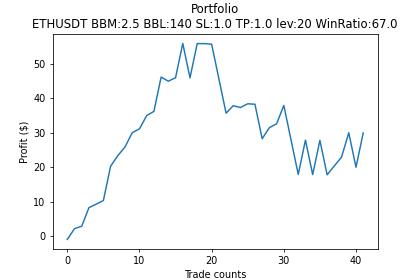 Portfolio
ETHUSDT BBM:2.5 BBL:140 SL:1.0 TP:1.0 lev:20 WinRatio:67.0
50
40
30
20
10
0
Profit ($)
0 10 20 30 40
Trade counts